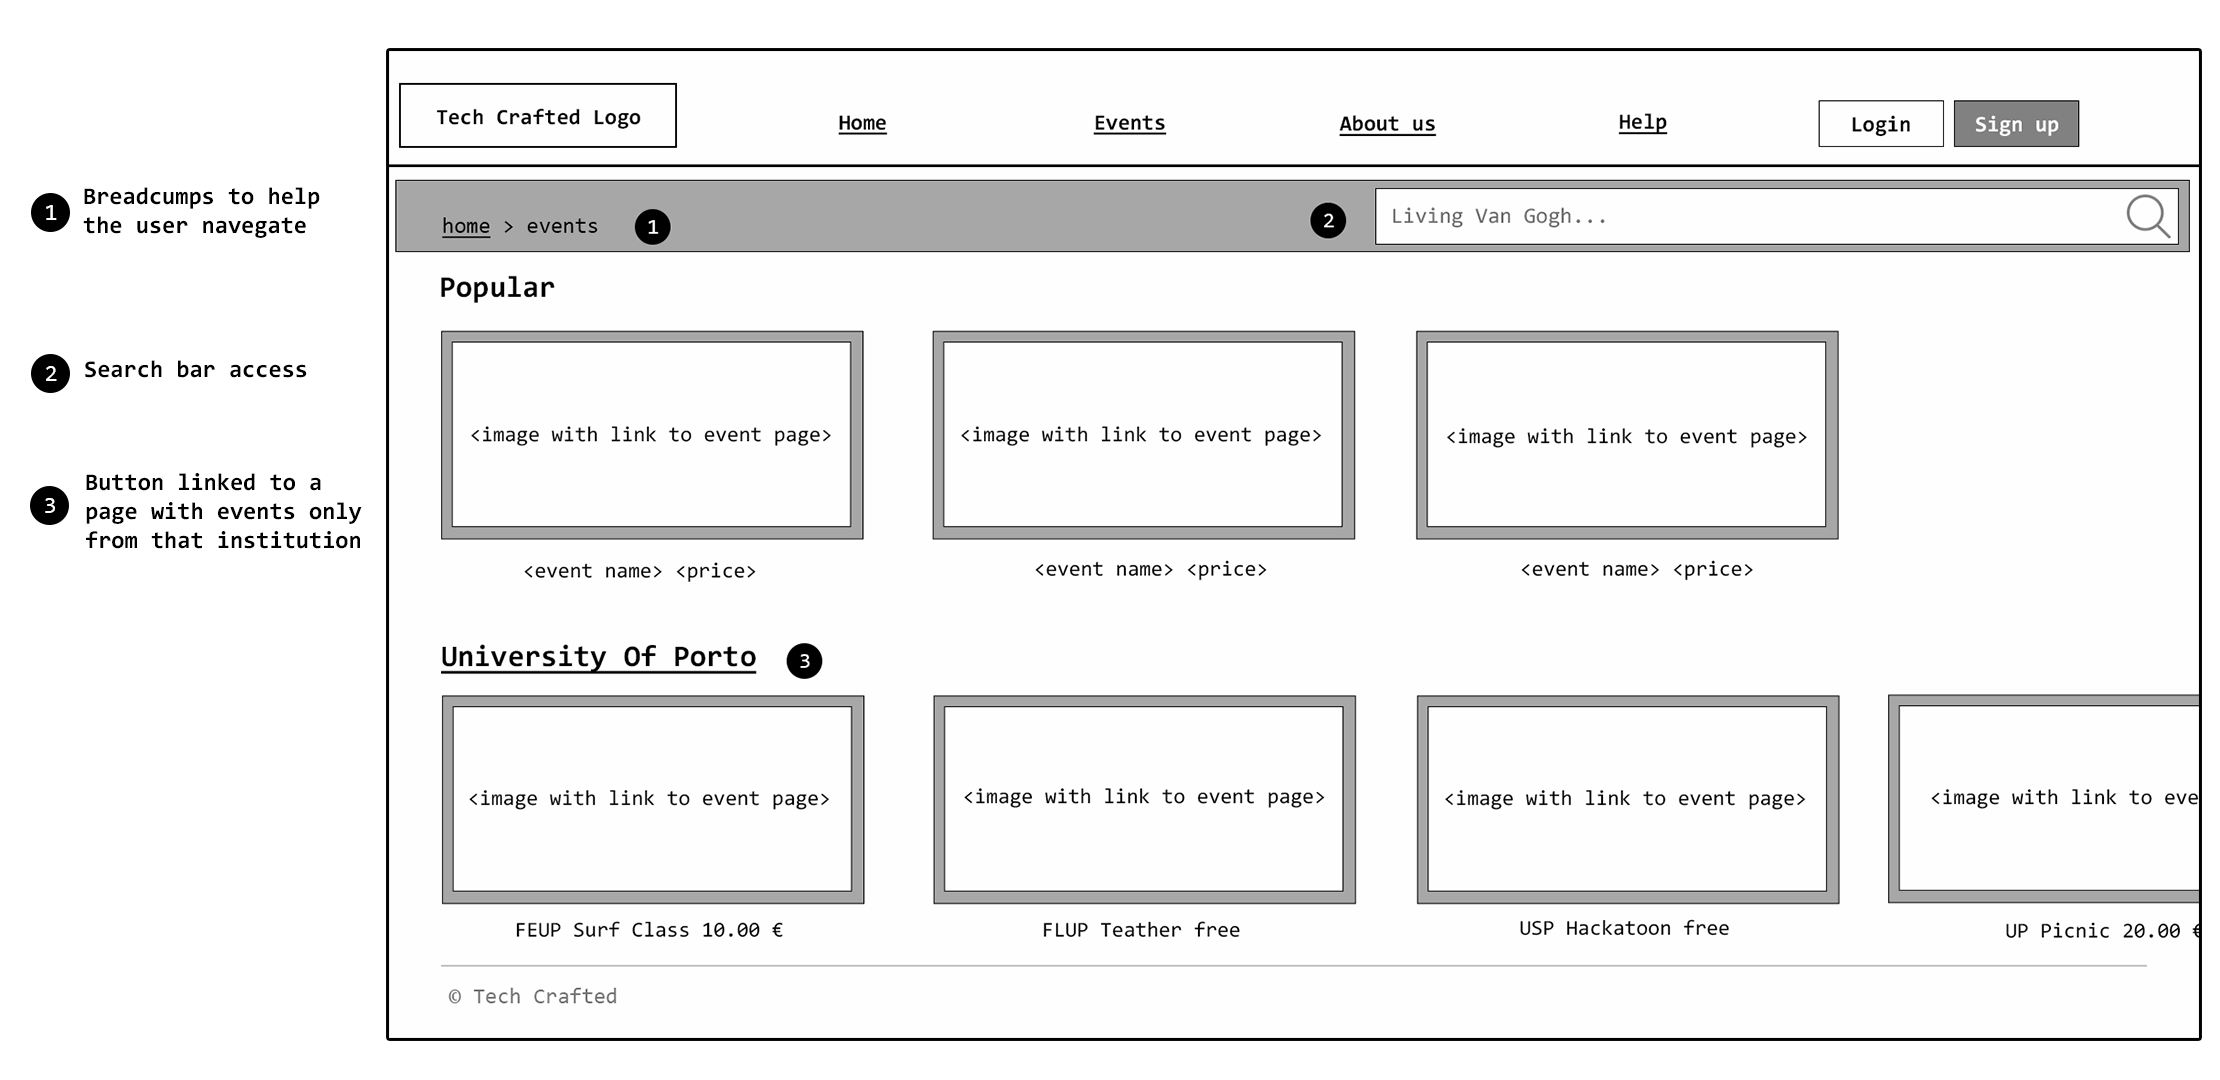 Tech Crafted Logo
Home
Events
About us
Help
Login
Sign up
1 Breadcumps to help
the user navegate
home > events
1
2
Living Van Gogh...
Popular
2 Search bar access
3 Button linked to a
page with events only
from that institution
<image with link to event page>
<image with link to event page>
<image with link to event page>
<event name> <price>
<event name> <price>
<event name> <price>
University Of Porto
3
<image with link to event page>
<image with link to event page>
<image with link to event page>
<image with link to eve
FEUP Surf Class 10.00 €
FLUP Teather free
USP Hackatoon free
UP Picnic 20.00 €
© Tech Crafted